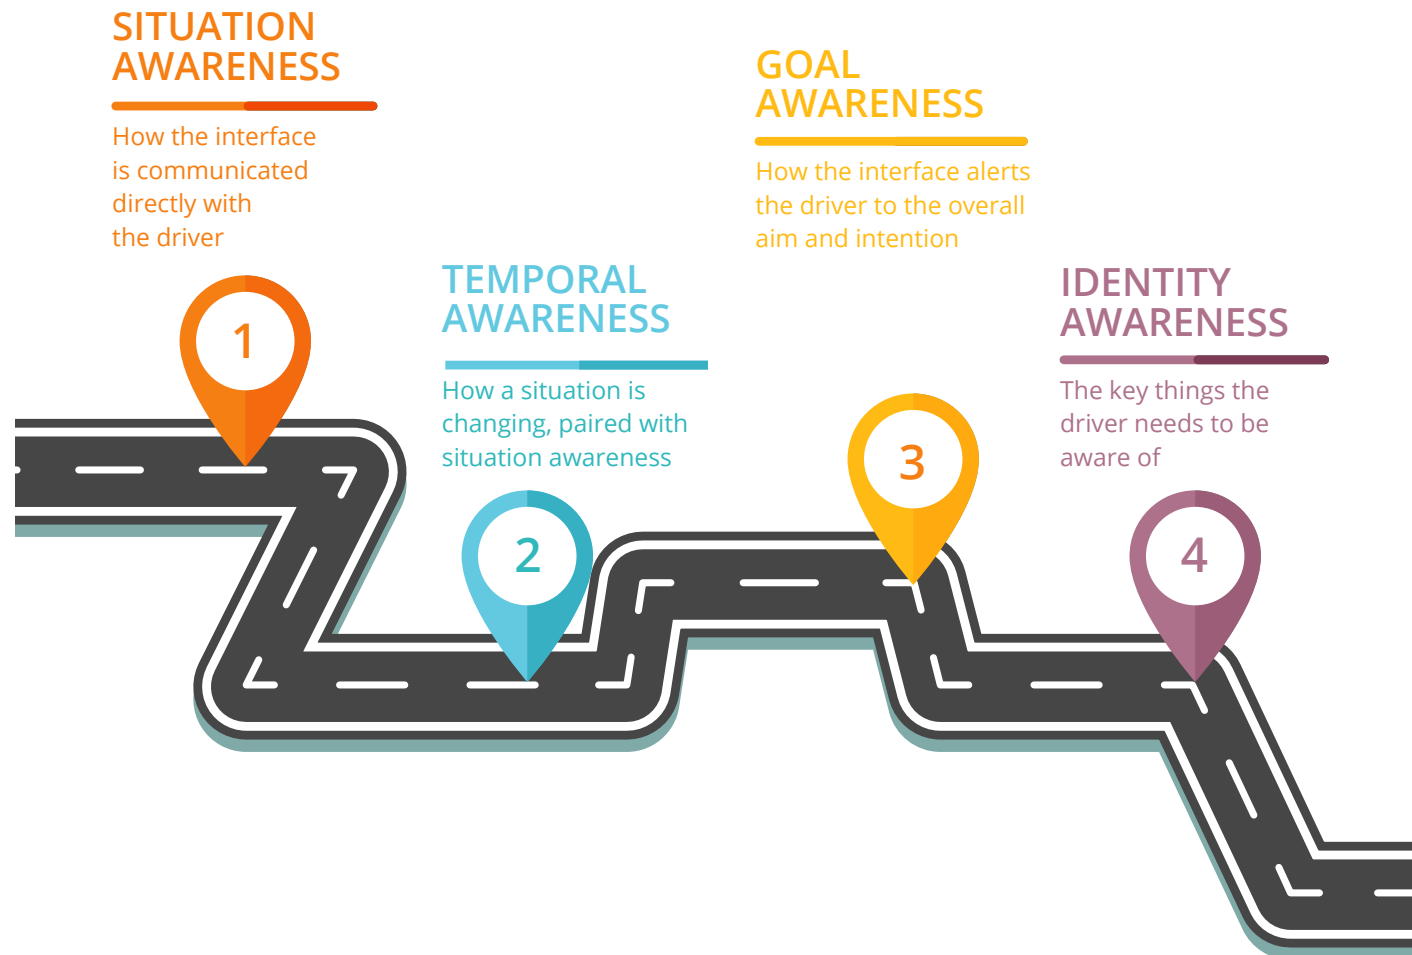 SITUATION
AWARENESS
How the interface
is communicated
directly with
the driver
1
TEMPORAL
AWARENESS
How a situation is
changing, paired with
situation awareness
2
GOAL
AWARENESS
How the interface alerts
the driver to the overall
aim and intention
3
IDENTITY
AWARENESS
The key things the
driver needs to be
aware of
4